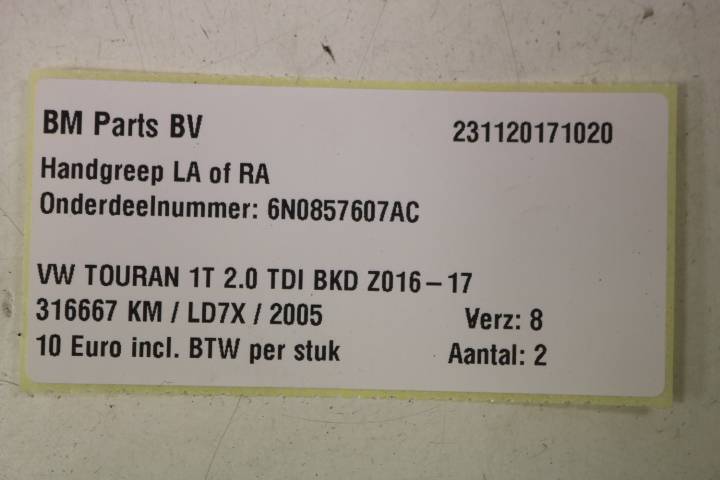 BM Parts BV 231120171020
Handgreep LA of RA
Onderdeelnummer: 6N0857607AC
VW TOURAN 1T 2.0 TDI BKD Z016-17
316667 KM / LD7X / 2005 Verz: 8
10 Euro incl. BTW per stuk Aantal: 2